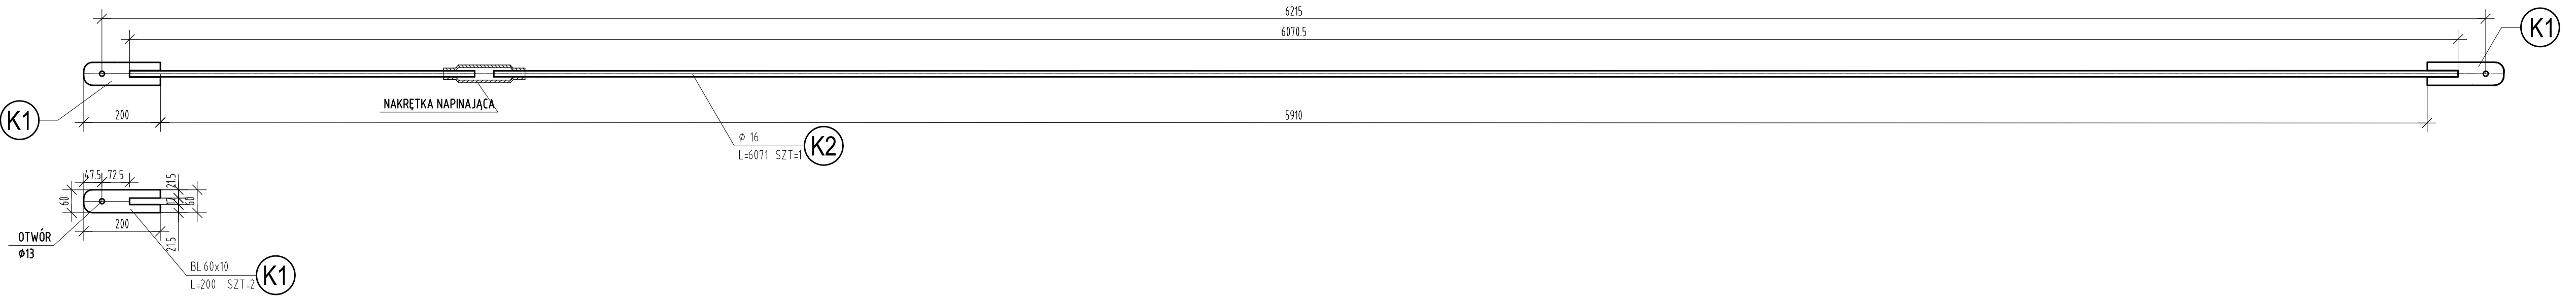 6215
6070.5
K1
NAKRĘTKA NAPINAJĄCA
K1
200
5910
Ø 16
L=6071 SZT=1
K2
47.5 72.5
21.5
60
17
60
200
21.5
OTWÓR
Ø13
BL 60x10
L=200 SZT=2
K1